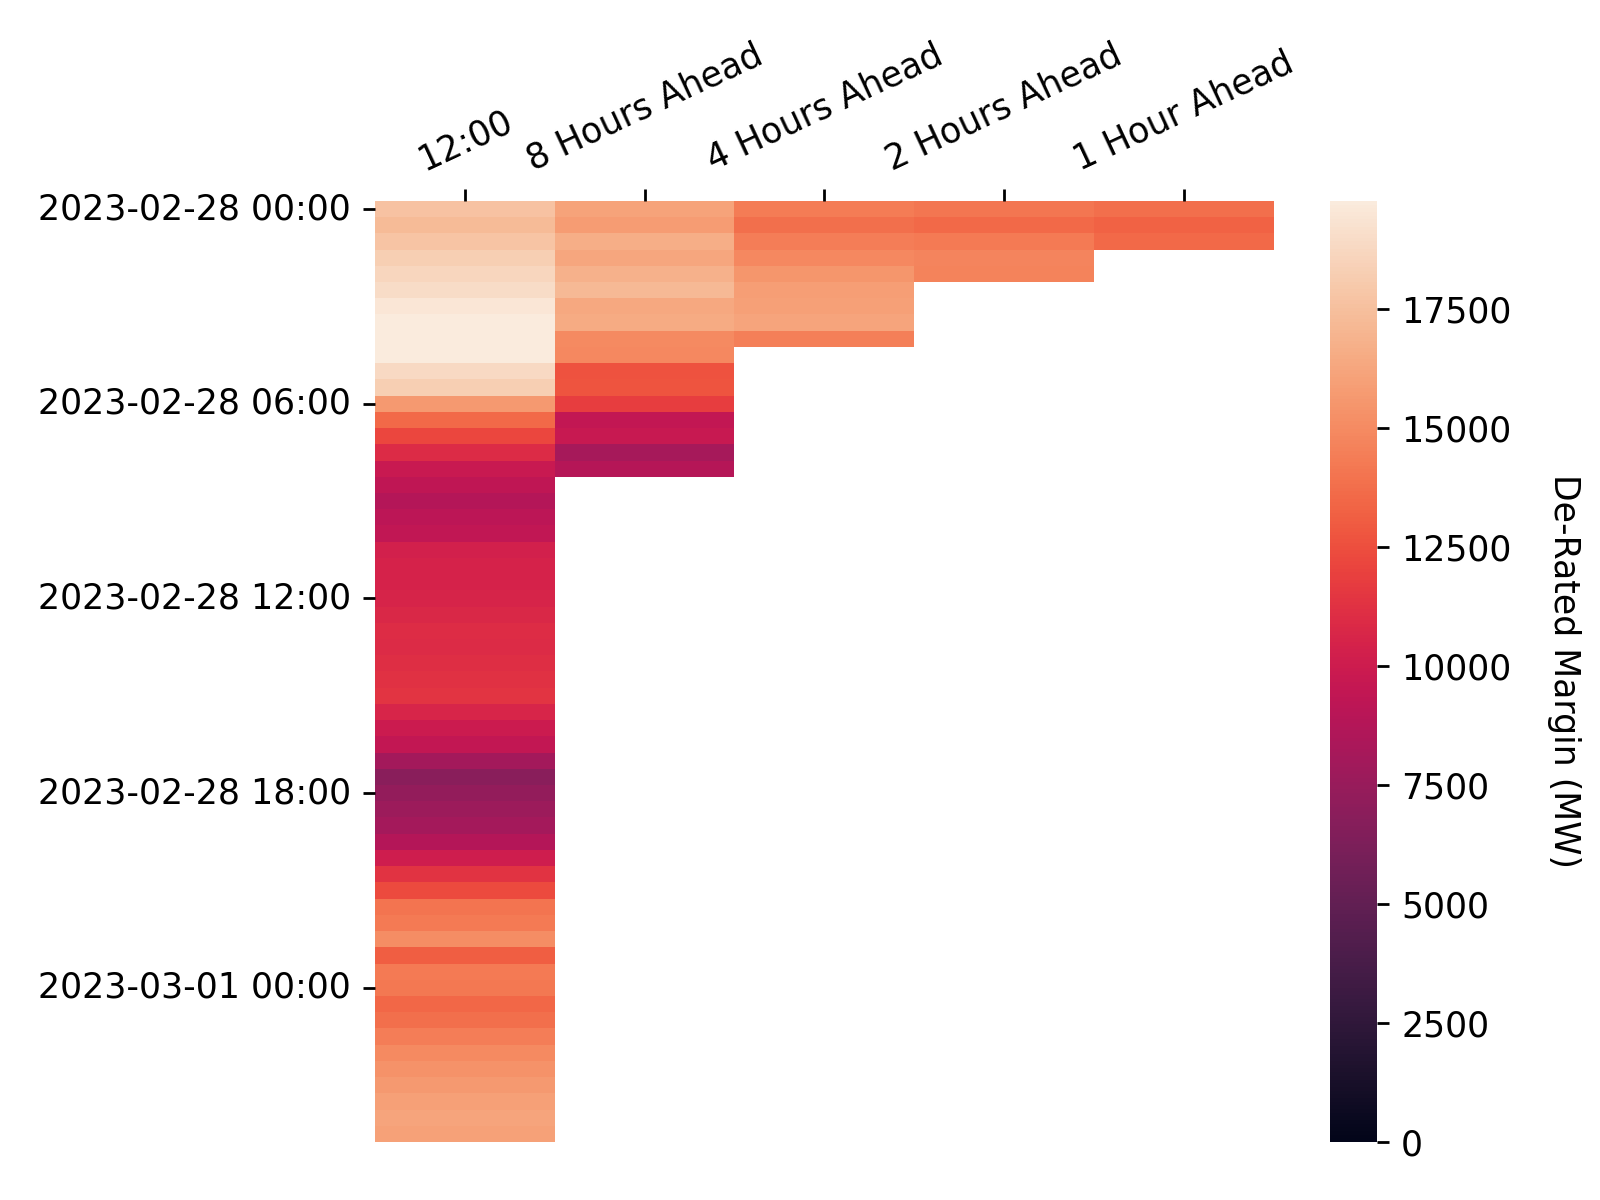 12:00
8 Hours Ahead
4 Hours Ahead
2 Hours Ahead
1 Hour Ahead
2023-02-28 00:00
2023-02-28 06:00
2023-02-28 12:00
2023-02-28 18:00
2023-03-01 00:00
17500
15000
12500
10000
7500
5000
2500
0
De-Rated Margin (MW)